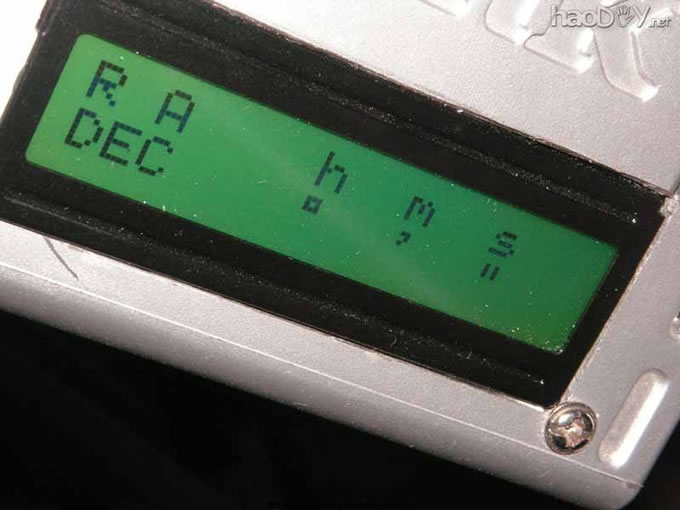 haoDIY.net
R A h m s
DEC ° ' "